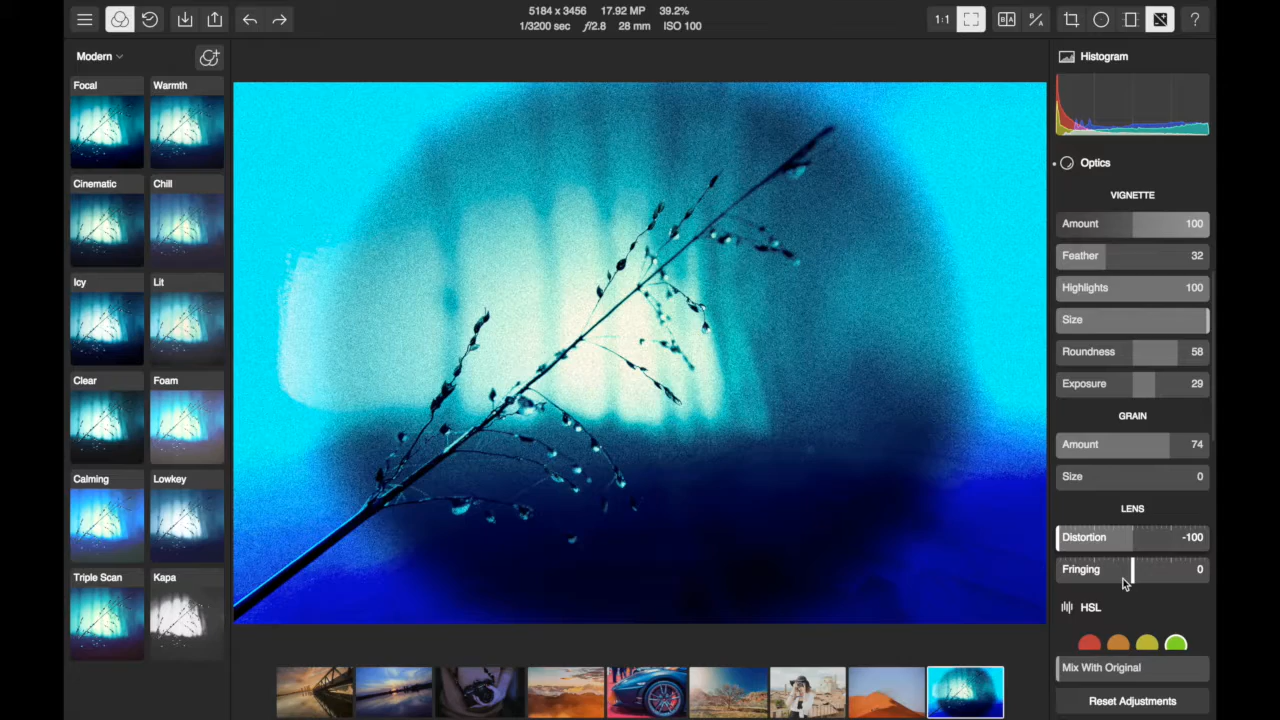 5184 x 3456 17.92 MP 39.2%
1/3200 sec ƒ/2.8 28 mm ISO 100
1:1
B A
B/A
?
Modern
Focal Warmth
Cinematic Chill
Icy Lit
Clear Foam
Calming Lowkey
Triple Scan Kapa
Histogram
Optics
VIGNETTE
Amount 100
Feather 32
Highlights 100
Size
Roundness 58
Exposure 29
GRAIN
Amount 74
Size 0
LENS
Distortion -100
Fringing 0
HSL
Mix With Original
Reset Adjustments